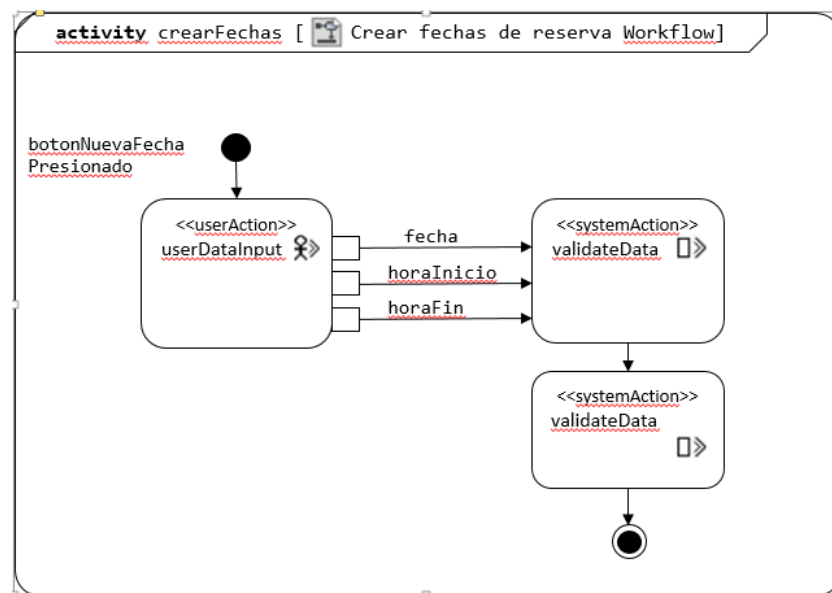 activity crearFechas [ Crear fechas de reserva Workflow]
botonNuevaFecha
Presionado
<<userAction>>
userDataInput
fecha
horaInicio
horaFin
<<systemAction>>
validateData
<<systemAction>>
validateData